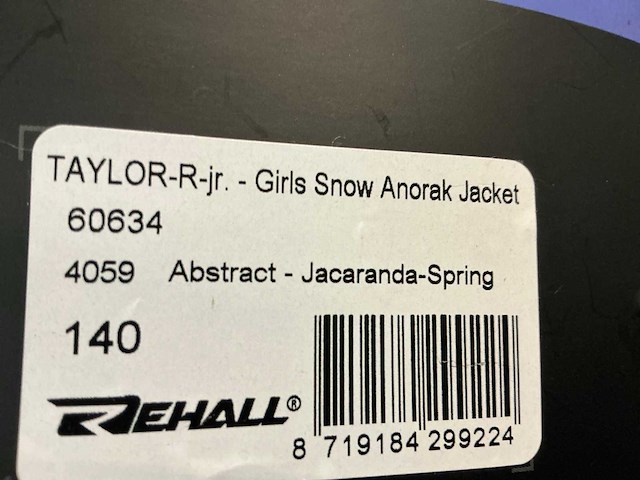 TAYLOR-R-jr. - Girls Snow Anorak Jacket
60634
4059 Abstract - Jacaranda-Spring
140
REHALL®
8 719184 299224